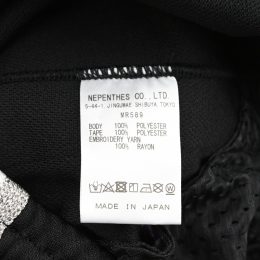 NEPENTHES CO., LTD.
5-44-1 JINGUMAE SHIBUYA TOKYO
MR589
BODY 100% POLYESTER
TAPE 100% POLYESTER
EMBROIDERY YARN
100% RAYON
MADE IN JAPAN